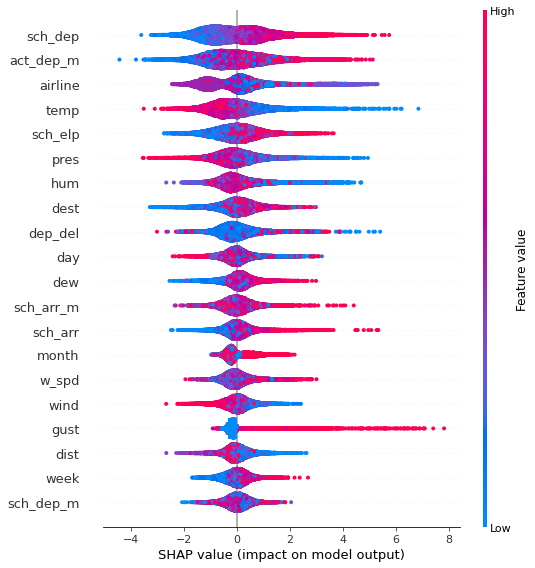 High
sch_dep
act_dep_m
airline
temp
sch_elp
pres
hum
dest
dep_del
day
dew
sch_arr_m
sch_arr
month
w_spd
wind
gust
dist
week
sch_dep_m
Feature value
Low
−4 −2 0 2 4 6 8
SHAP value (impact on model output)